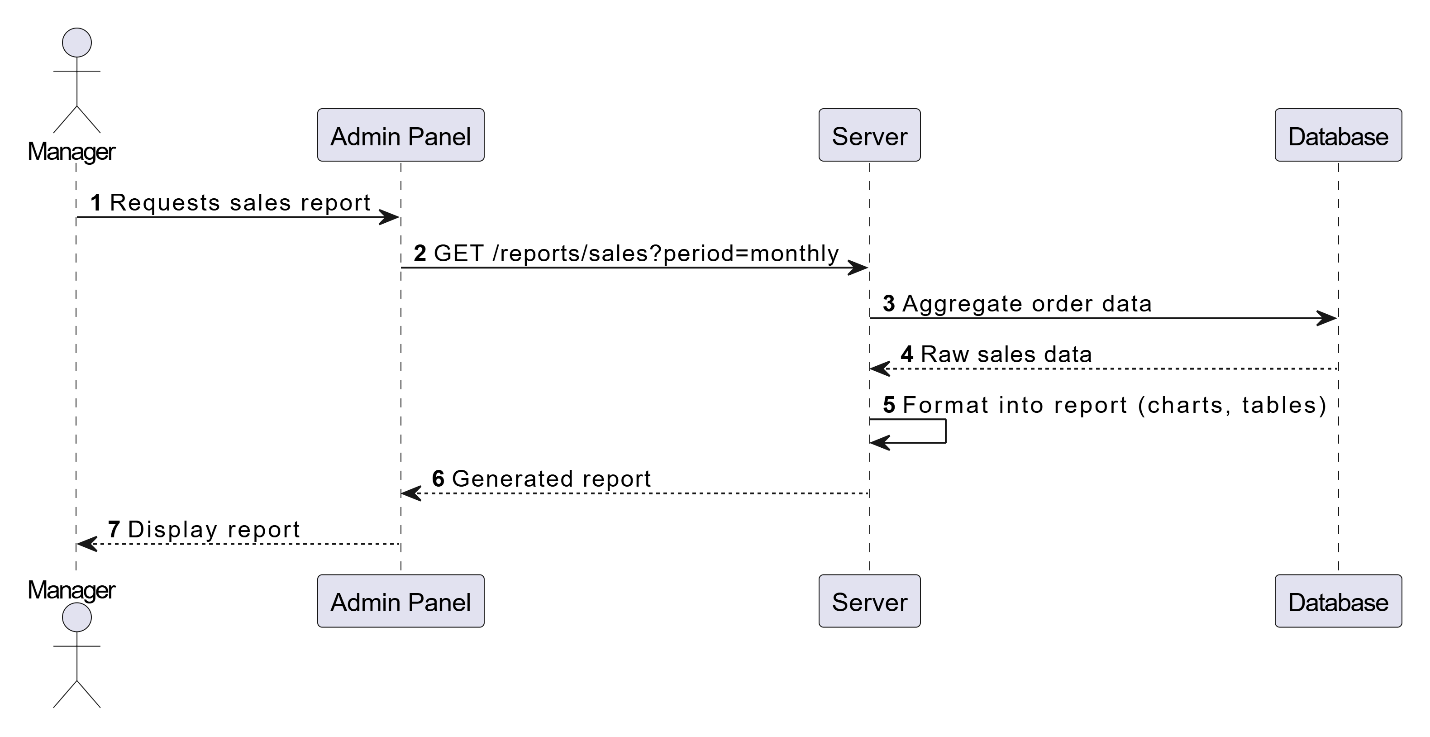 Manager
Admin Panel
Server
Database
1 Requests sales report
2 GET /reports/sales?period=monthly
3 Aggregate order data
4 Raw sales data
5 Format into report (charts, tables)
6 Generated report
7 Display report
Manager
Admin Panel
Server
Database